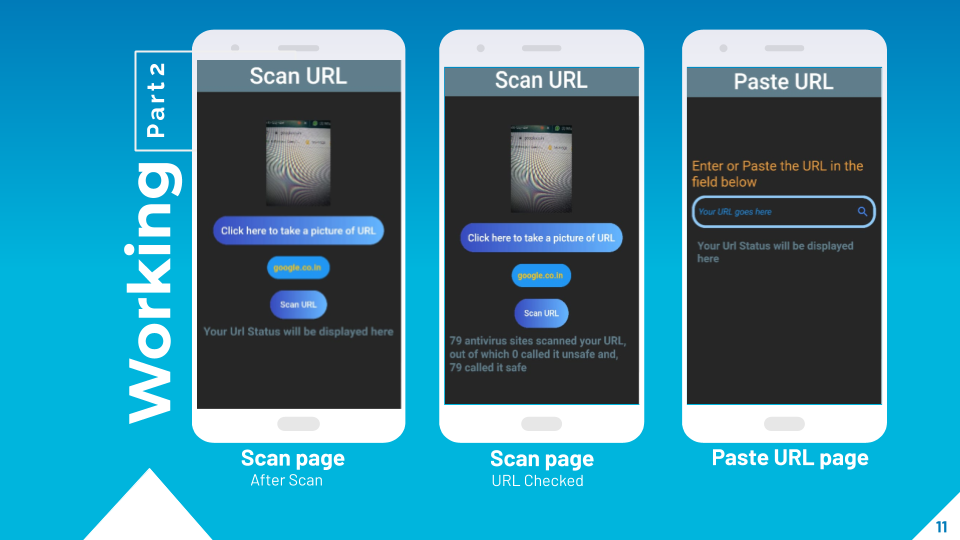 Working
Part 2
Scan URL
Click here to take a picture of URL
google.co.in
Scan URL
Your Url Status will be displayed here
Scan page
After Scan
Scan URL
Click here to take a picture of URL
google.co.in
Scan URL
79 antivirus sites scanned your URL,
out of which 0 called it unsafe and,
79 called it safe
Scan page
URL Checked
Paste URL
Enter or Paste the URL in the
field below
Your URL goes here
Your Url Status will be displayed
here
Paste URL page
11